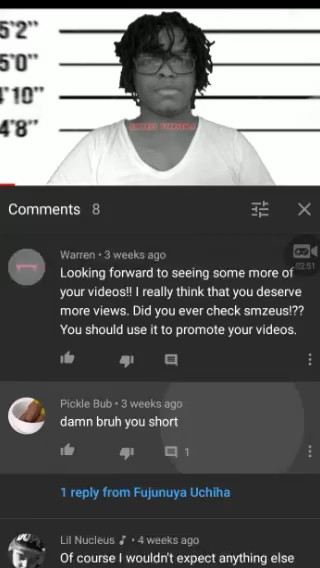 5'2”
5'0”
4'10”
4'8”
Comments 8
02:51
Warren • 3 weeks ago
Looking forward to seeing some more of
your videos!! I really think that you deserve
more views. Did you ever check smzeus!??
You should use it to promote your videos.
Pickle Bub • 3 weeks ago
damn bruh you short
1
1 reply from Fujunuya Uchiha
Lil Nucleus ♪ • 4 weeks ago
Of course I wouldn't expect anything else